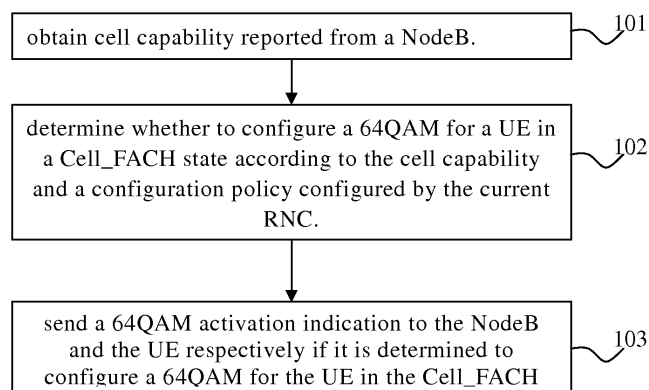 obtain cell capability reported from a NodeB.
101
determine whether to configure a 64QAM for a UE in
a Cell_FACH state according to the cell capability
and a configuration policy configured by the current
RNC.
102
send a 64QAM activation indication to the NodeB
and the UE respectively if it is determined to
configure a 64QAM for the UE in the Cell_FACH
103